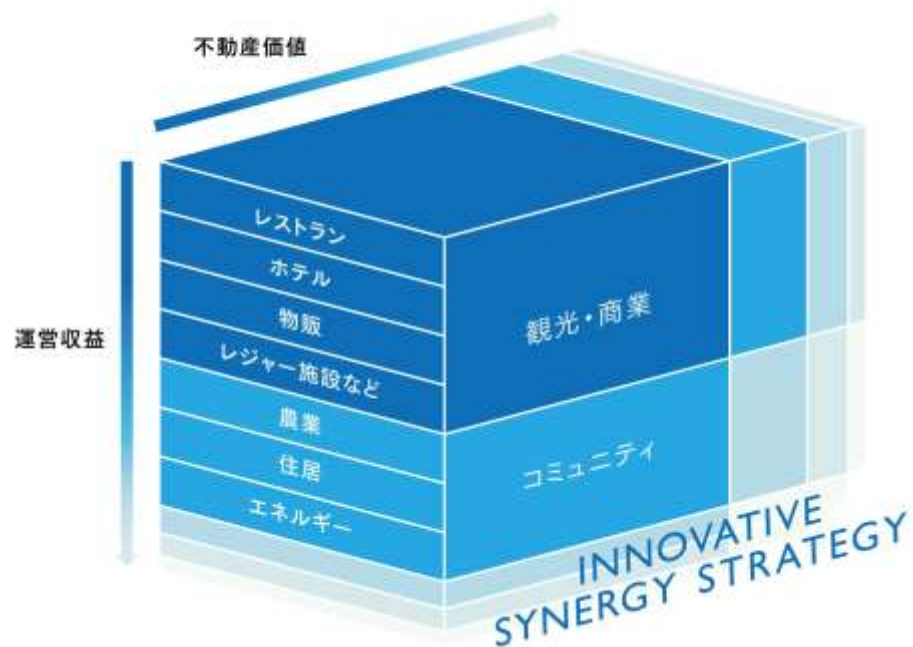 不動産価値
運営収益
レストラン
ホテル
物販
レジャー施設など
農業
住居
エネルギー
観光・商業
コミュニティ
INNOVATIVE
SYNERGY STRATEGY